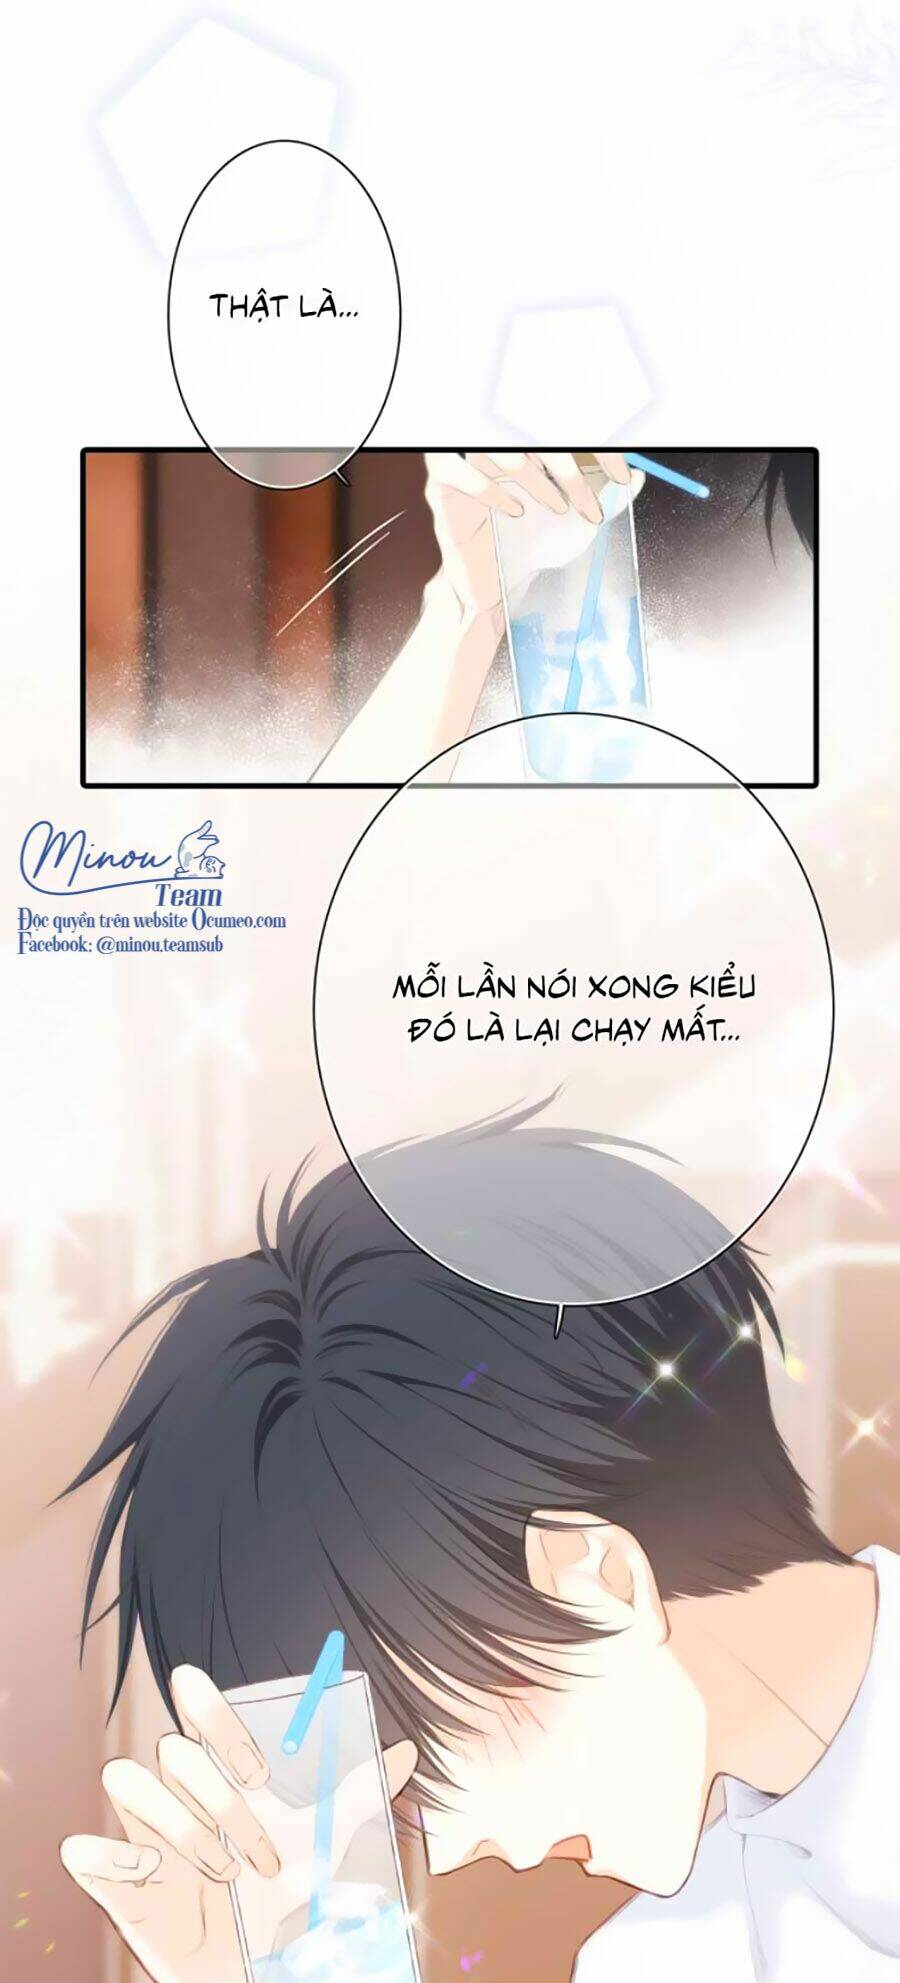 THẬT LÀ...
Minou
Team
Độc quyền trên website Ocumeo.com
Facebook: @minou.teamsub
MỖI LẦN NÓI XONG KIỂU
ĐÓ LÀ LẠI CHẠY MẤT...